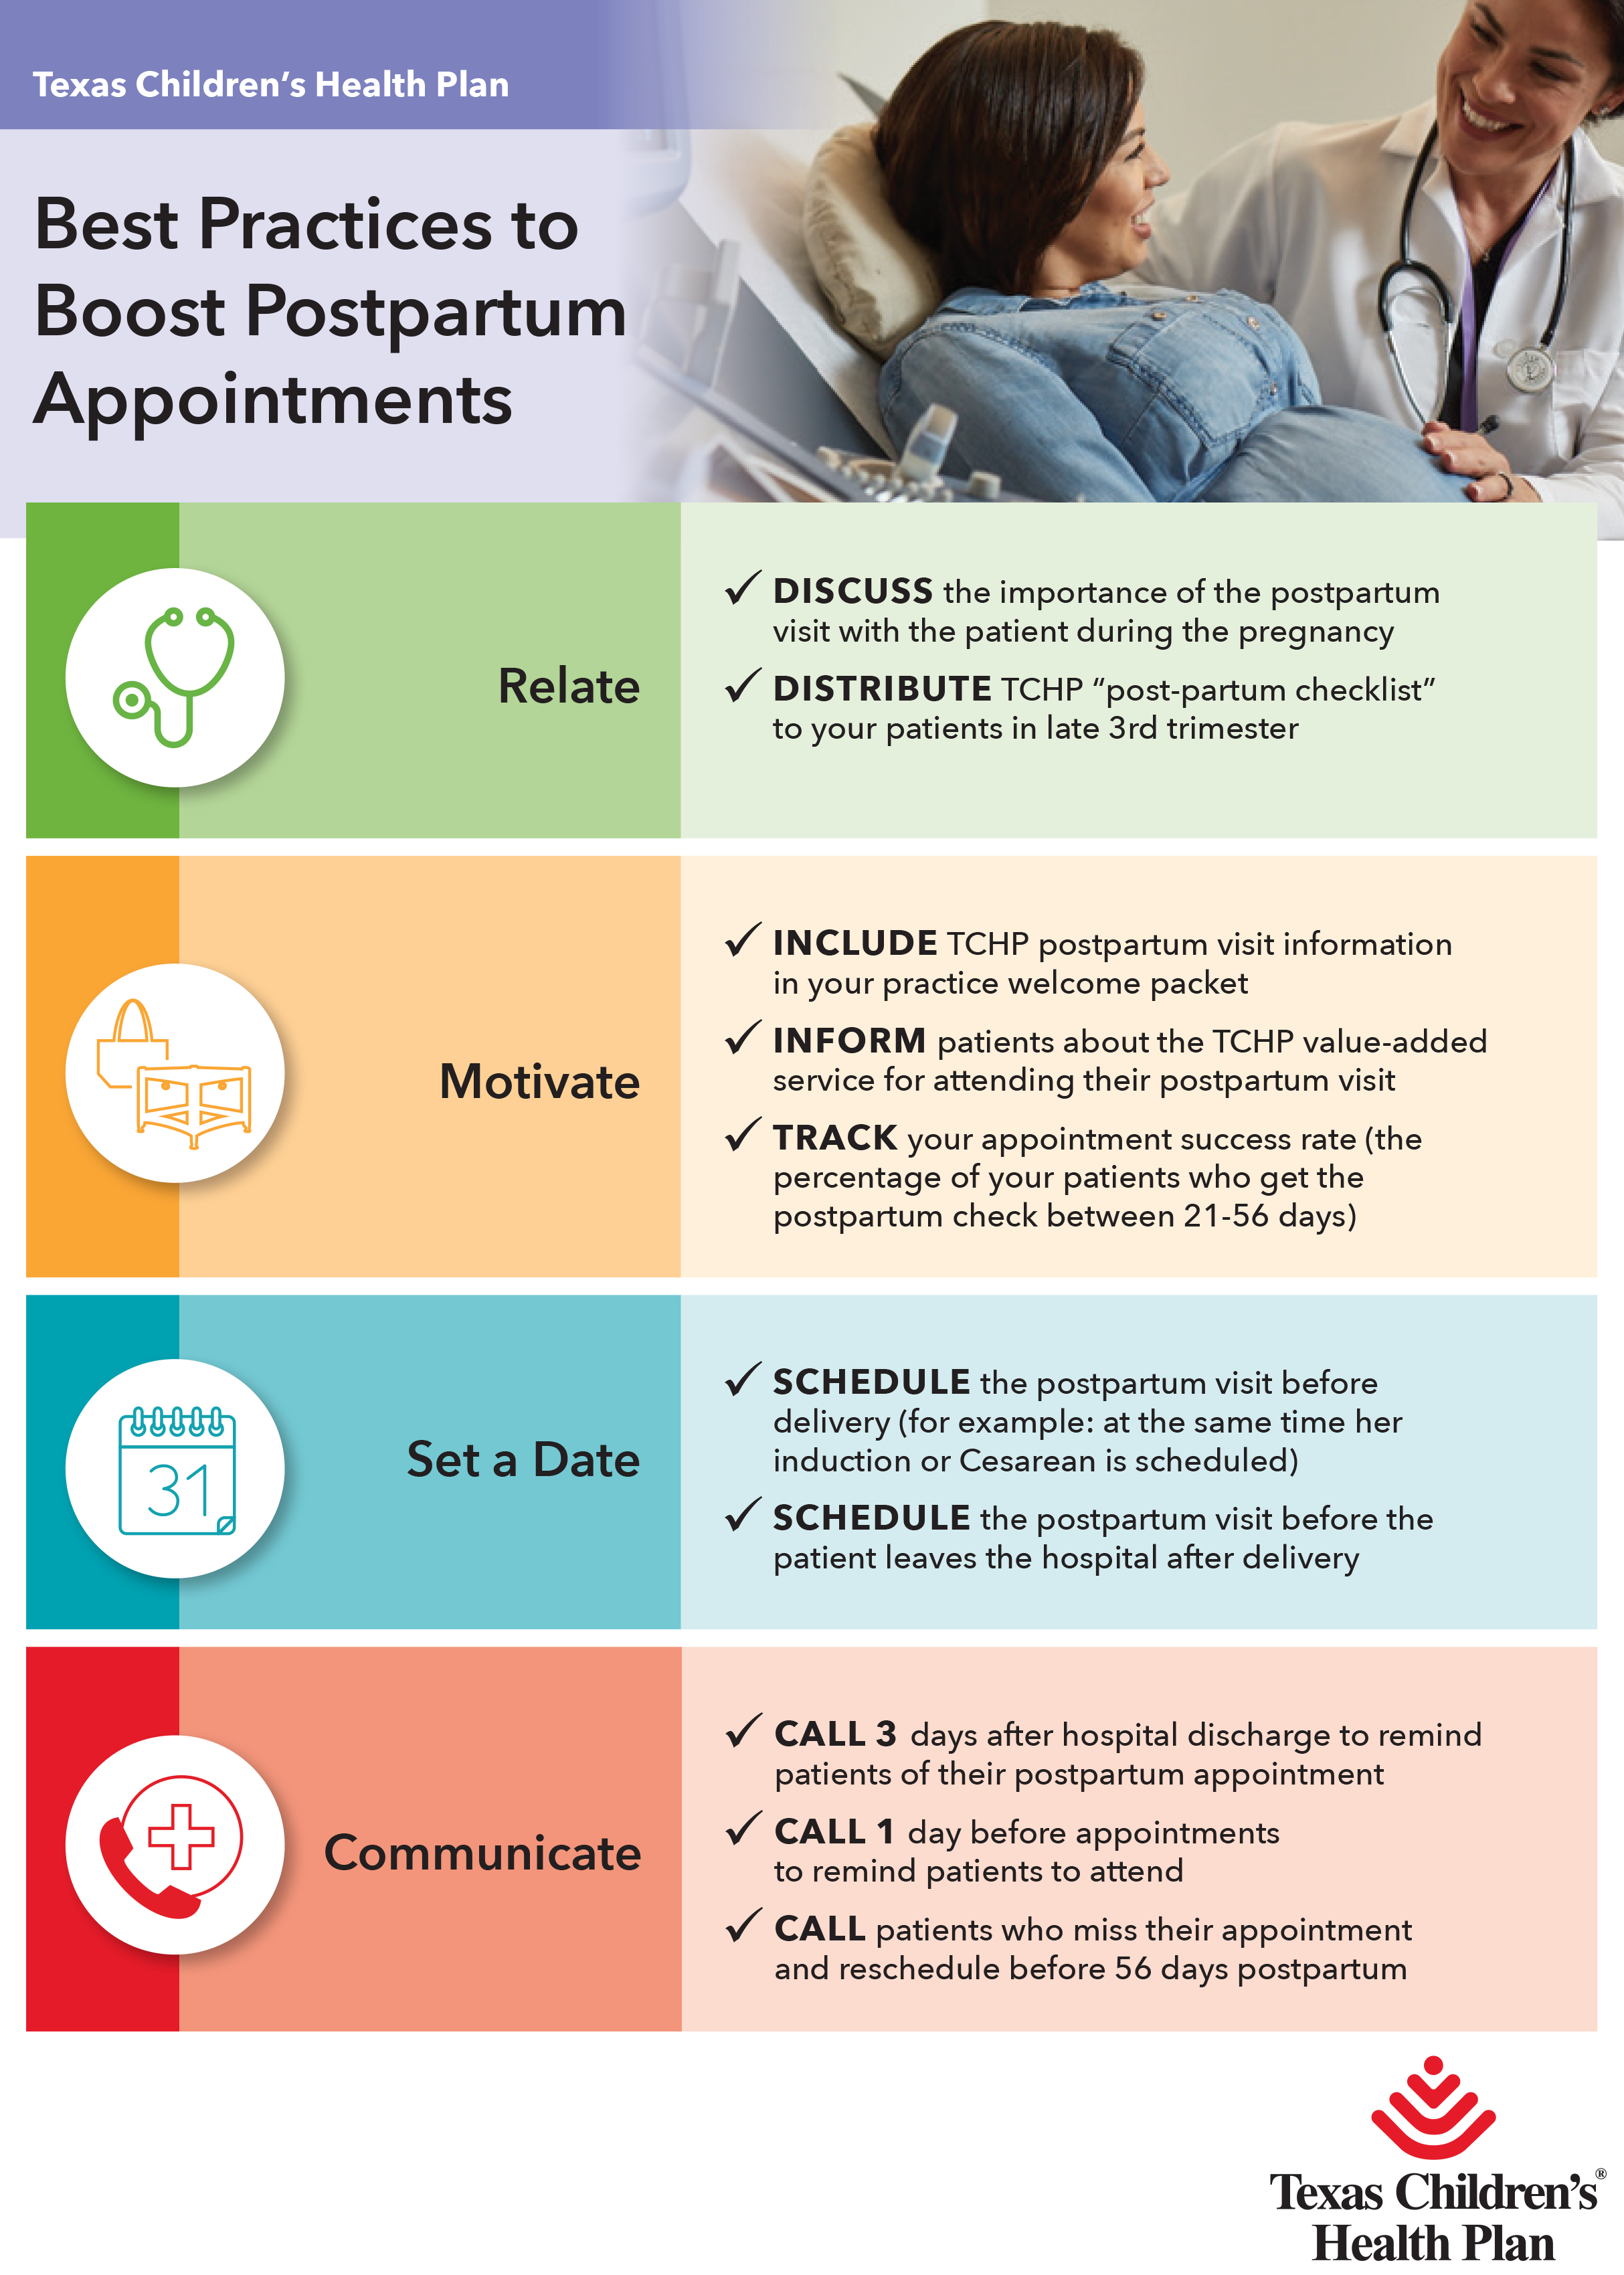 Texas Children’s Health Plan
Best Practices to
Boost Postpartum
Appointments
Relate
✓ DISCUSS the importance of the postpartum
visit with the patient during the pregnancy
✓ DISTRIBUTE TCHP “post-partum checklist”
to your patients in late 3rd trimester
Motivate
✓ INCLUDE TCHP postpartum visit information
in your practice welcome packet
✓ INFORM patients about the TCHP value-added
service for attending their postpartum visit
✓ TRACK your appointment success rate (the
percentage of your patients who get the
postpartum check between 21-56 days)
31
Set a Date
✓ SCHEDULE the postpartum visit before
delivery (for example: at the same time her
induction or Cesarean is scheduled)
✓ SCHEDULE the postpartum visit before the
patient leaves the hospital after delivery
Communicate
✓ CALL 3 days after hospital discharge to remind
patients of their postpartum appointment
✓ CALL 1 day before appointments
to remind patients to attend
✓ CALL patients who miss their appointment
and reschedule before 56 days postpartum
Texas Children’s®
Health Plan